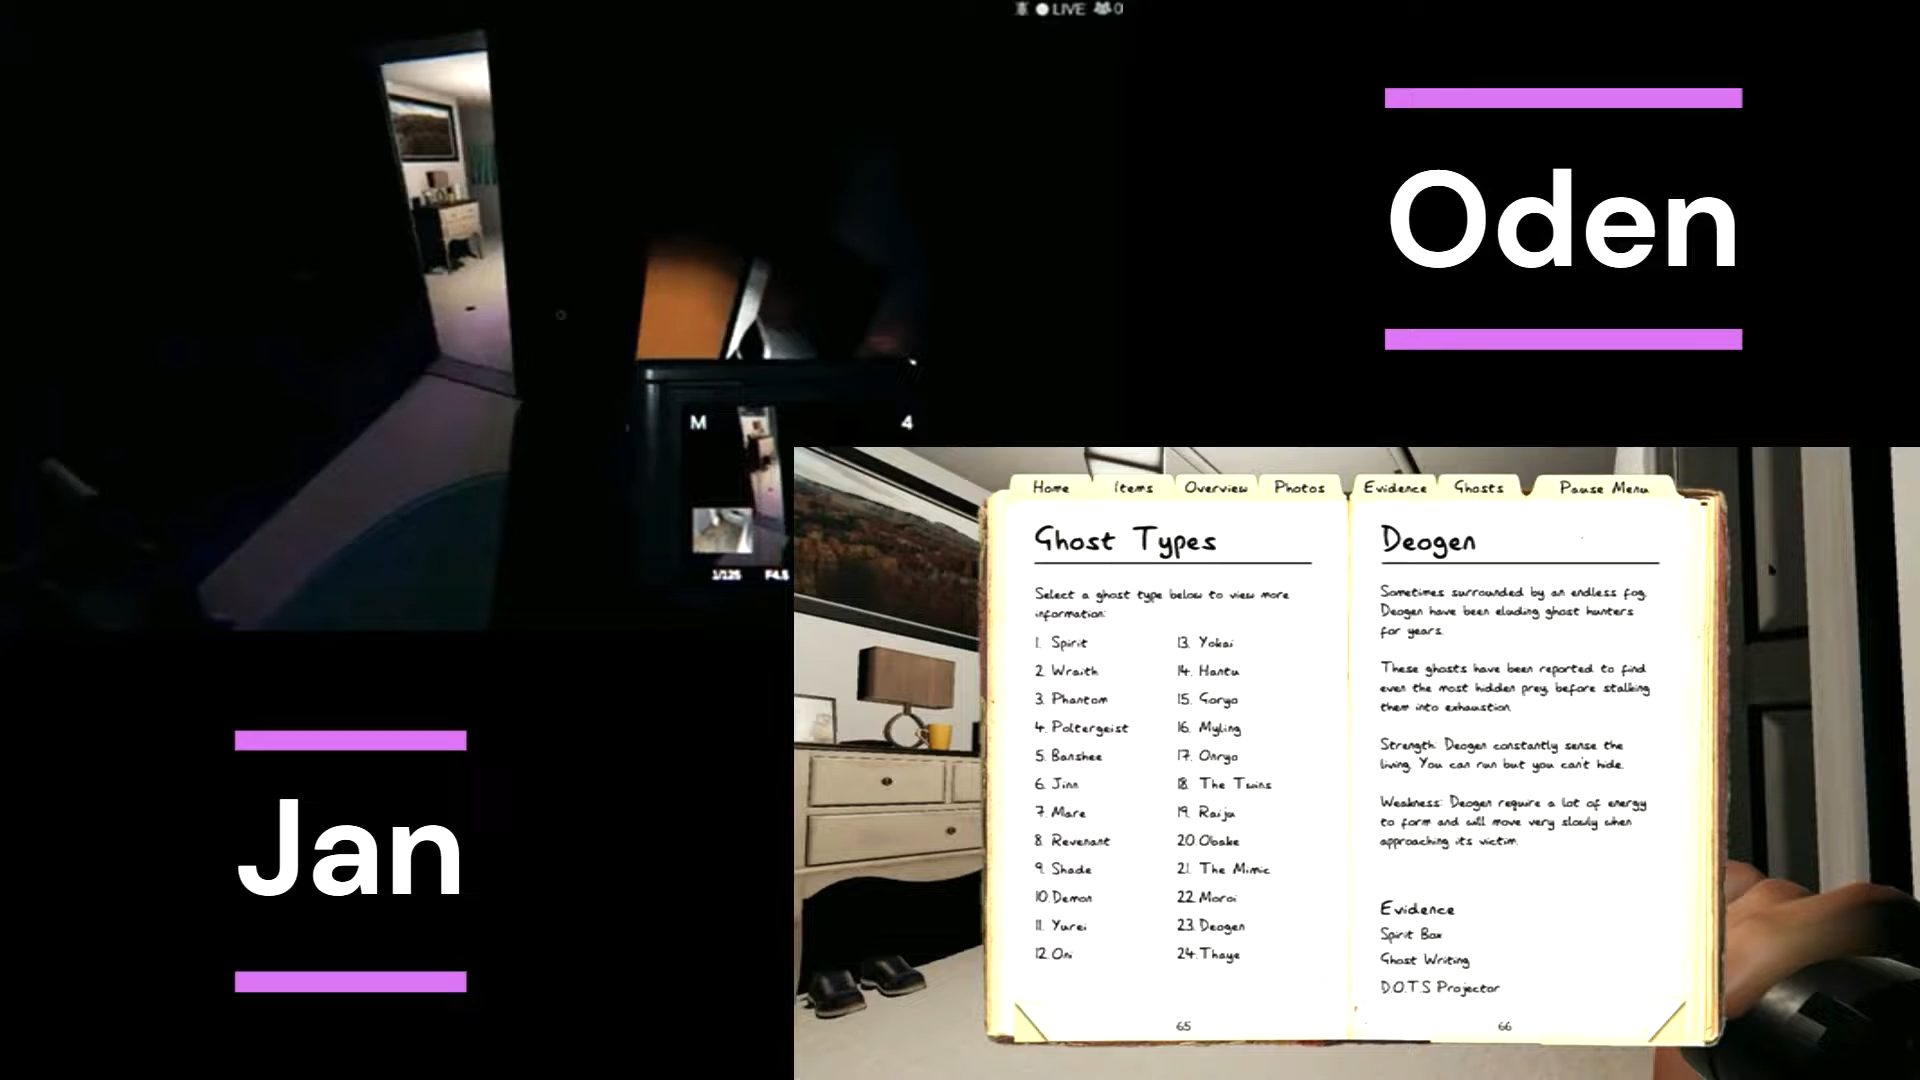 LIVE 0
Oden
M 4
1/125 F4.5
Jan
Home Items Overview Photos Evidence Ghosts Pause Menu
Ghost Types
Select a ghost type below to view more
information:
1. Spirit
2. Wraith
3. Phantom
4. Poltergeist
5. Banshee
6. Jinn
7. Mare
8. Revenant
9. Shade
10. Demon
11. Yurei
12. Oni
13. Yokai
14. Hantu
15. Goryo
16. Myling
17. Onryo
18. The Twins
19. Raiju
20. Obake
21. The Mimic
22. Moroi
23. Deogen
24. Thaye
65
Deogen
Sometimes surrounded by an endless fog,
Deogen have been eluding ghost hunters
for years.
These ghosts have been reported to find
even the most hidden prey, before stalking
them into exhaustion.
Strength: Deogen constantly sense the
living. You can run but you can't hide.
Weakness: Deogen require a lot of energy
to form and will move very slowly when
approaching its victim.
Evidence
Spirit Box
Ghost Writing
D.O.T.S Projector
66